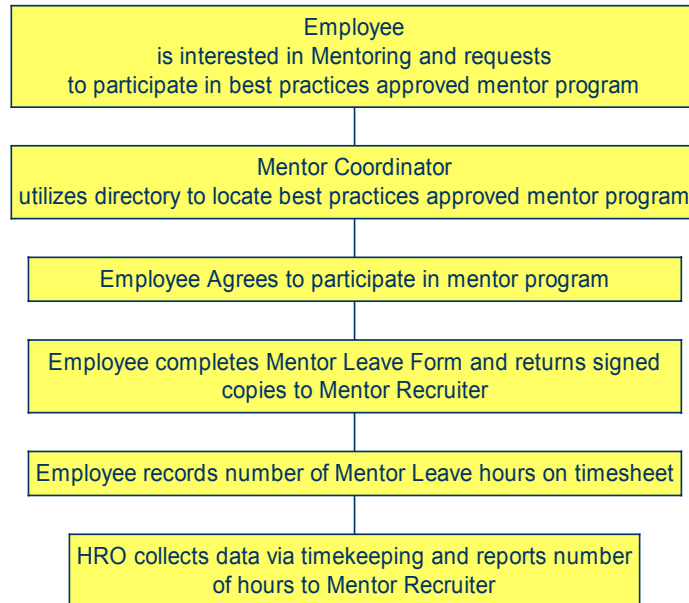 Employee
is interested in Mentoring and requests
to participate in best practices approved mentor program
Mentor Coordinator
utilizes directory to locate best practices approved mentor program
Employee Agrees to participate in mentor program
Employee completes Mentor Leave Form and returns signed
copies to Mentor Recruiter
Employee records number of Mentor Leave hours on timesheet
HRO collects data via timekeeping and reports number
of hours to Mentor Recruiter